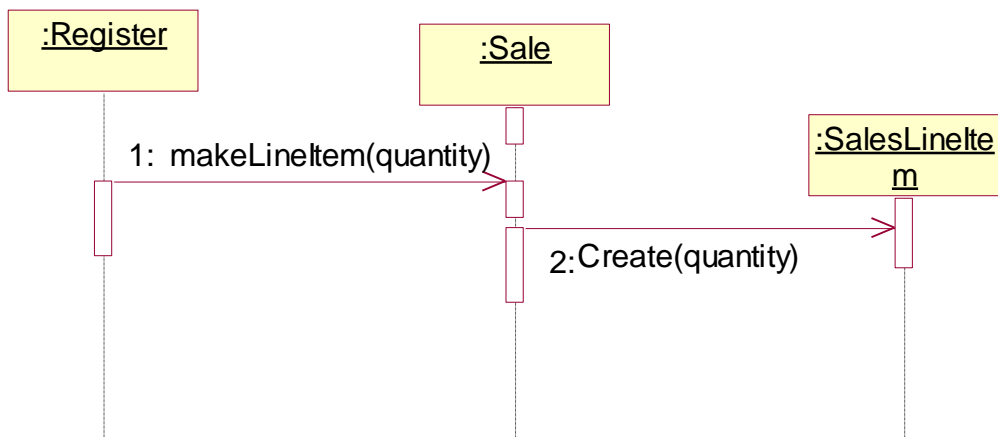 :Register
:Sale
:SalesLineIte
m
1: makeLineItem(quantity)
2:Create(quantity)